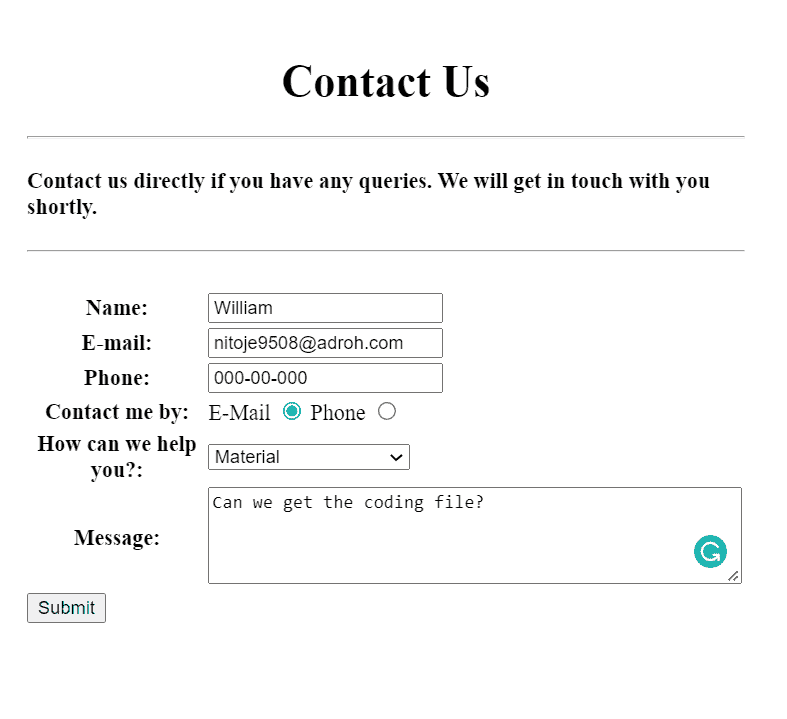 Contact Us
Contact us directly if you have any queries. We will get in touch with you
shortly.
Name: William
E-mail: nitoje9508@adroh.com
Phone: 000-00-000
Contact me by: E-Mail Phone
How can we help
you?: Material
Message: Can we get the coding file?
Submit